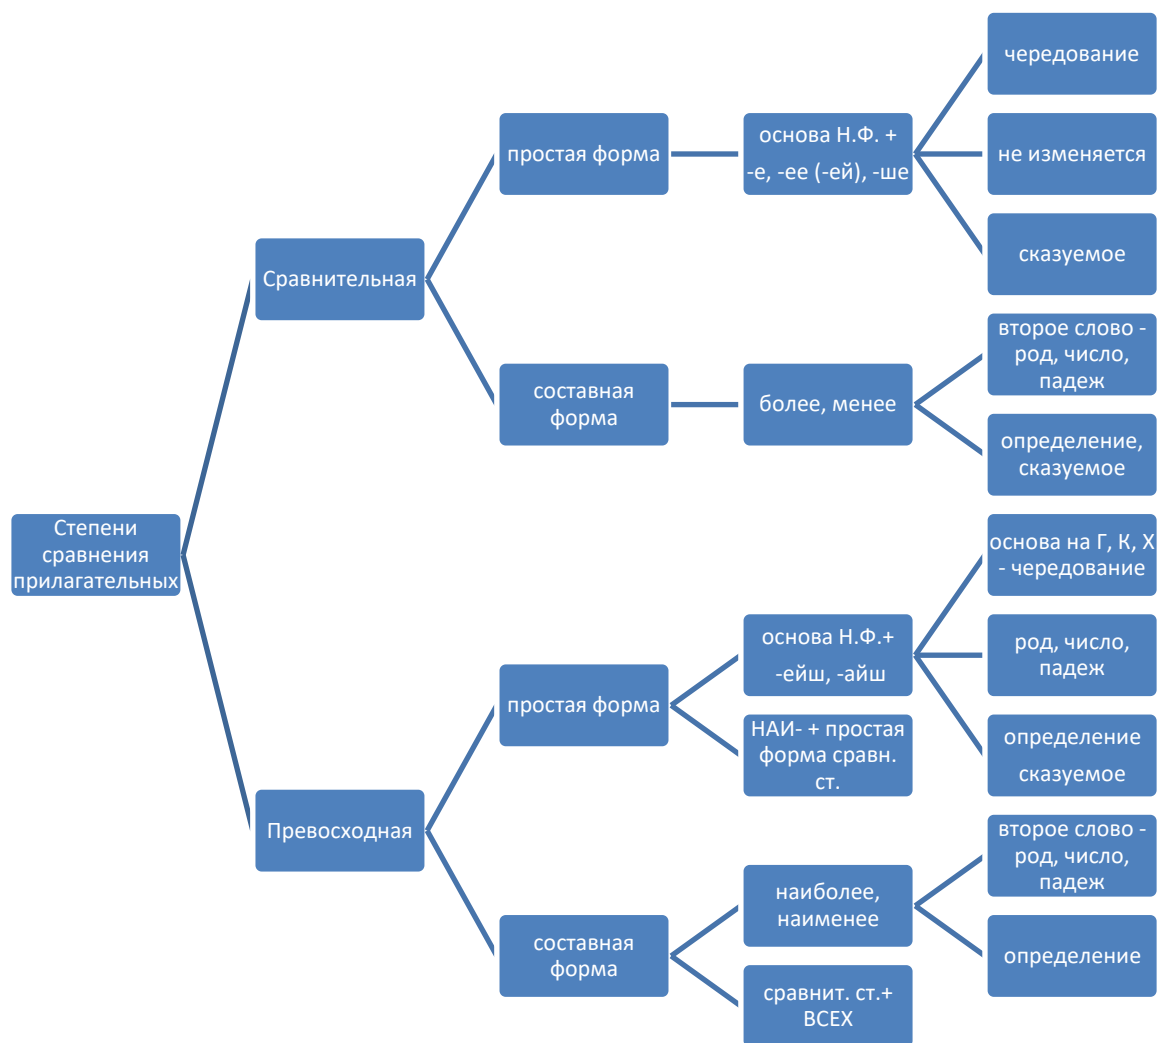 Степени
сравнения
прилагательных
Сравнительная
простая форма
основа Н.Ф. +
-е, -ее (-ей), -ше
чередование
не изменяется
сказуемое
составная
форма
более, менее
второе слово -
род, число,
падеж
определение,
сказуемое
Превосходная
простая форма
основа Н.Ф.+
-ейш, -айш
основа на Г, К, Х
- чередование
род, число,
падеж
определение
сказуемое
НАИ- + простая
форма сравн.
ст.
составная
форма
наиболее,
наименее
второе слово -
род, число,
падеж
определение
сравнит. ст.+
ВСЕХ